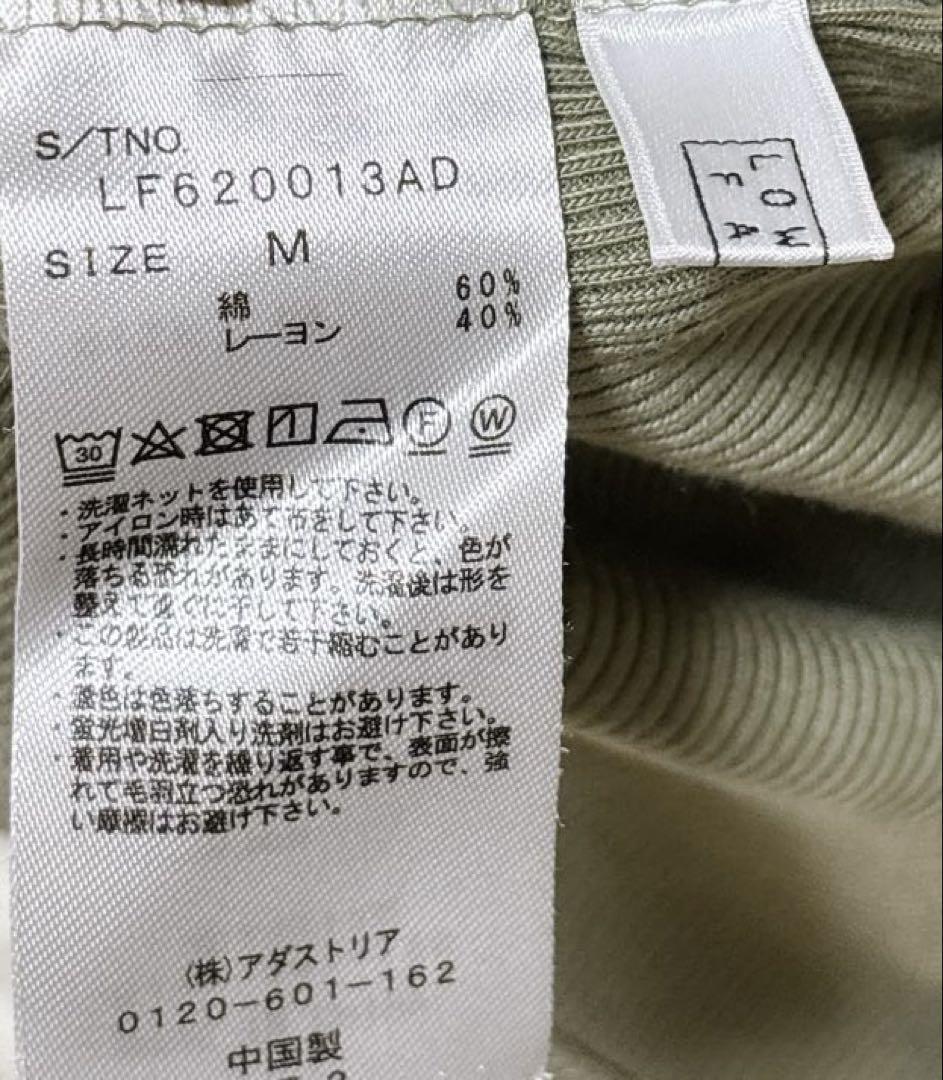 S/TNO.
LF620013AD
SIZE M
綿 60%
レーヨン 40%
30
F
W
・洗濯ネットを使用して下さい。
・アイロン時はあて布をして下さい。
・長時間濡れたままにしておくと、色が
落ちる恐れがあります。洗濯後は形を
整えて直ぐに干して下さい。
・この製品は洗濯で若干縮むことがあり
ます。
・濃色は色落ちすることがあります。
・蛍光増白剤入り洗剤はお避け下さい。
・着用や洗濯を繰り返す事で、表面が擦
れて毛羽立つ恐れがありますので、強
い摩擦はお避け下さい。
(株)アダストリア
0120-601-162
中国製
LOW